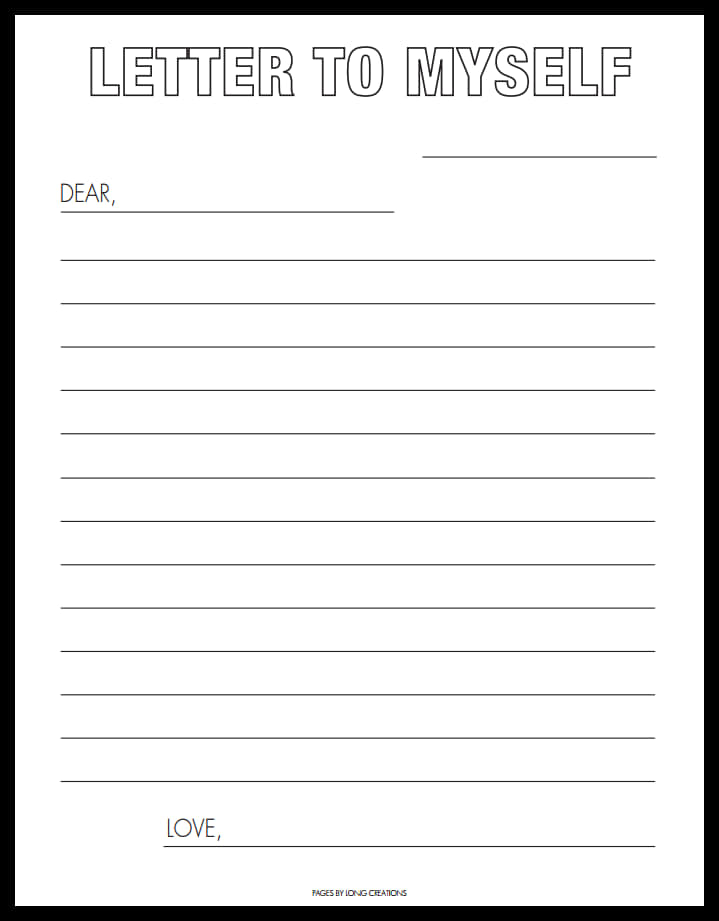 LETTER TO MYSELF
DEAR,
LOVE,
PAGES BY LONG CREATIONS